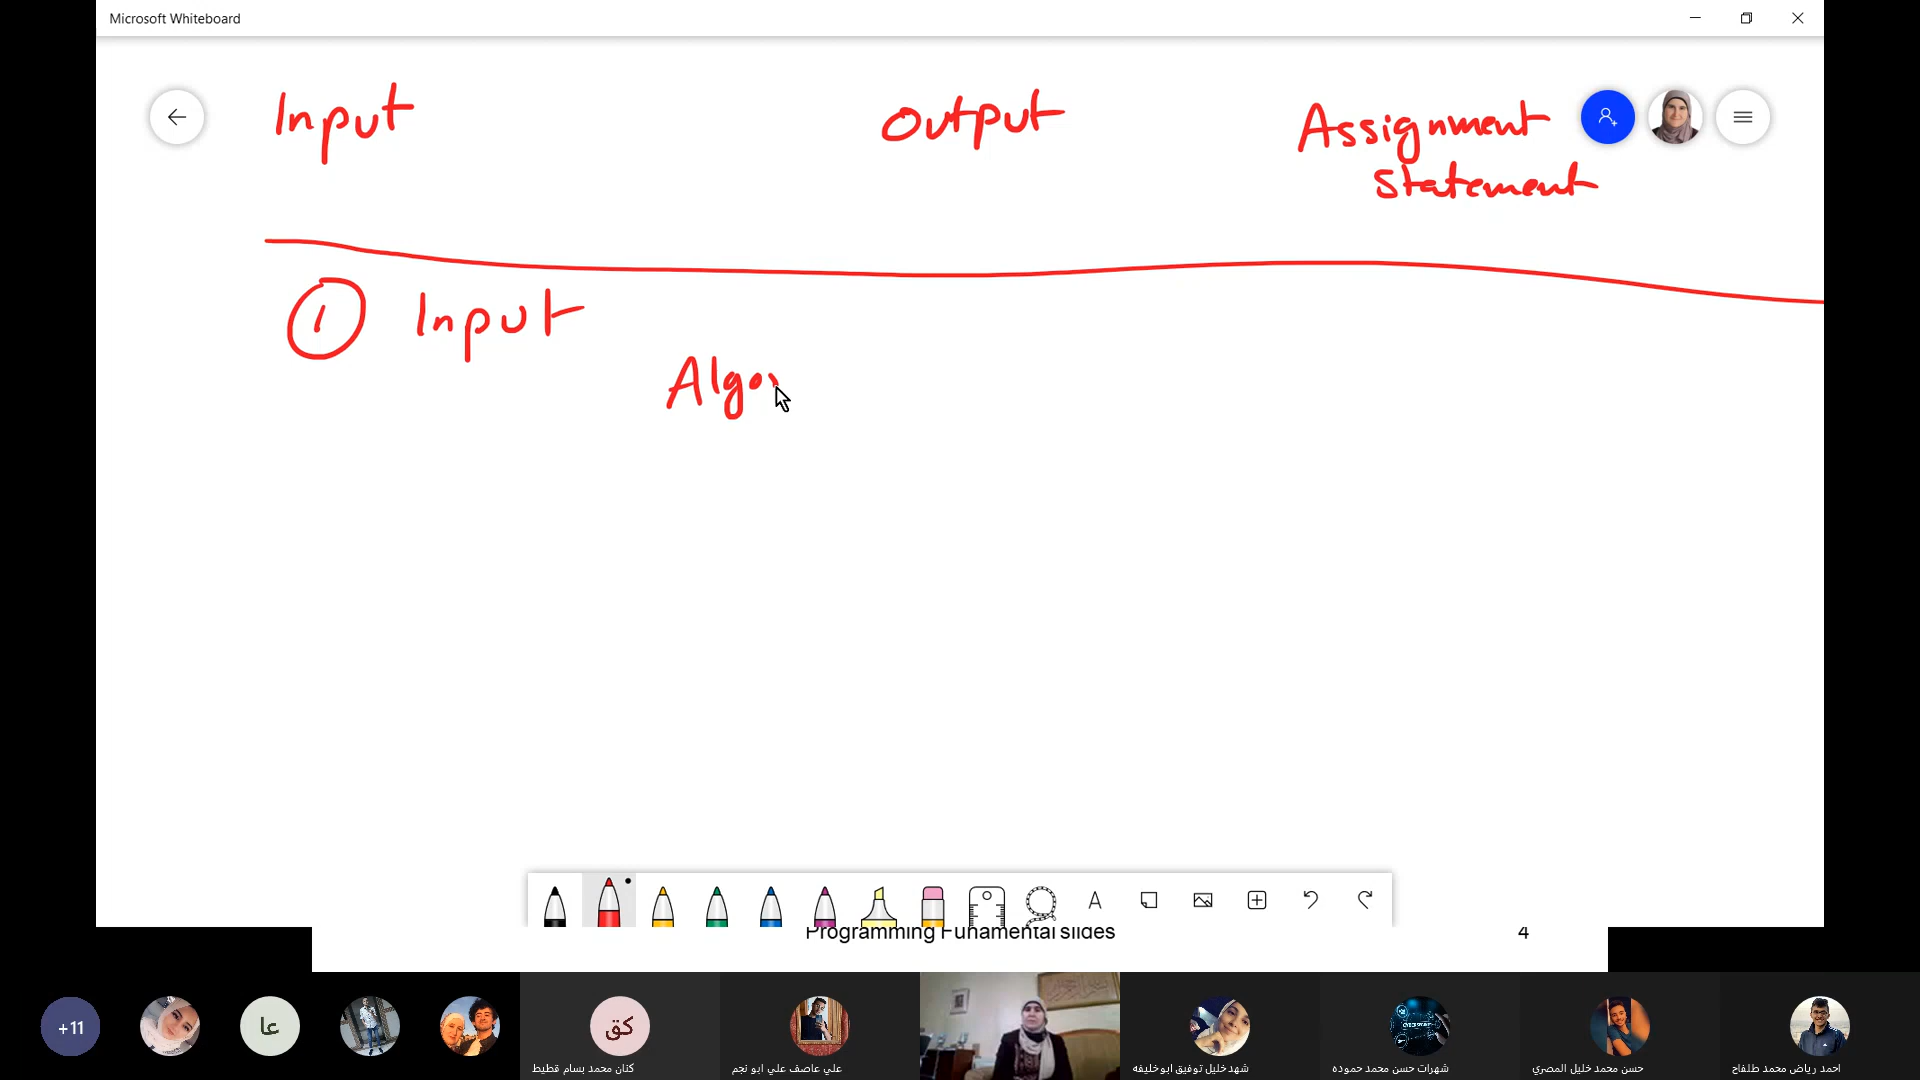 Microsoft Whiteboard
Input
Output
Assignment
Statement
1 Input
Algor
A
Programming Funamental slides
4
+11
عا
كق
كنان محمد بسام قطيط
علي عاصف علي ابو نجم
شهد خليل توفيق ابوخليفه
شهرات حسن محمد حموده
حسن محمد خليل المصري
احمد رياض محمد طلفاح